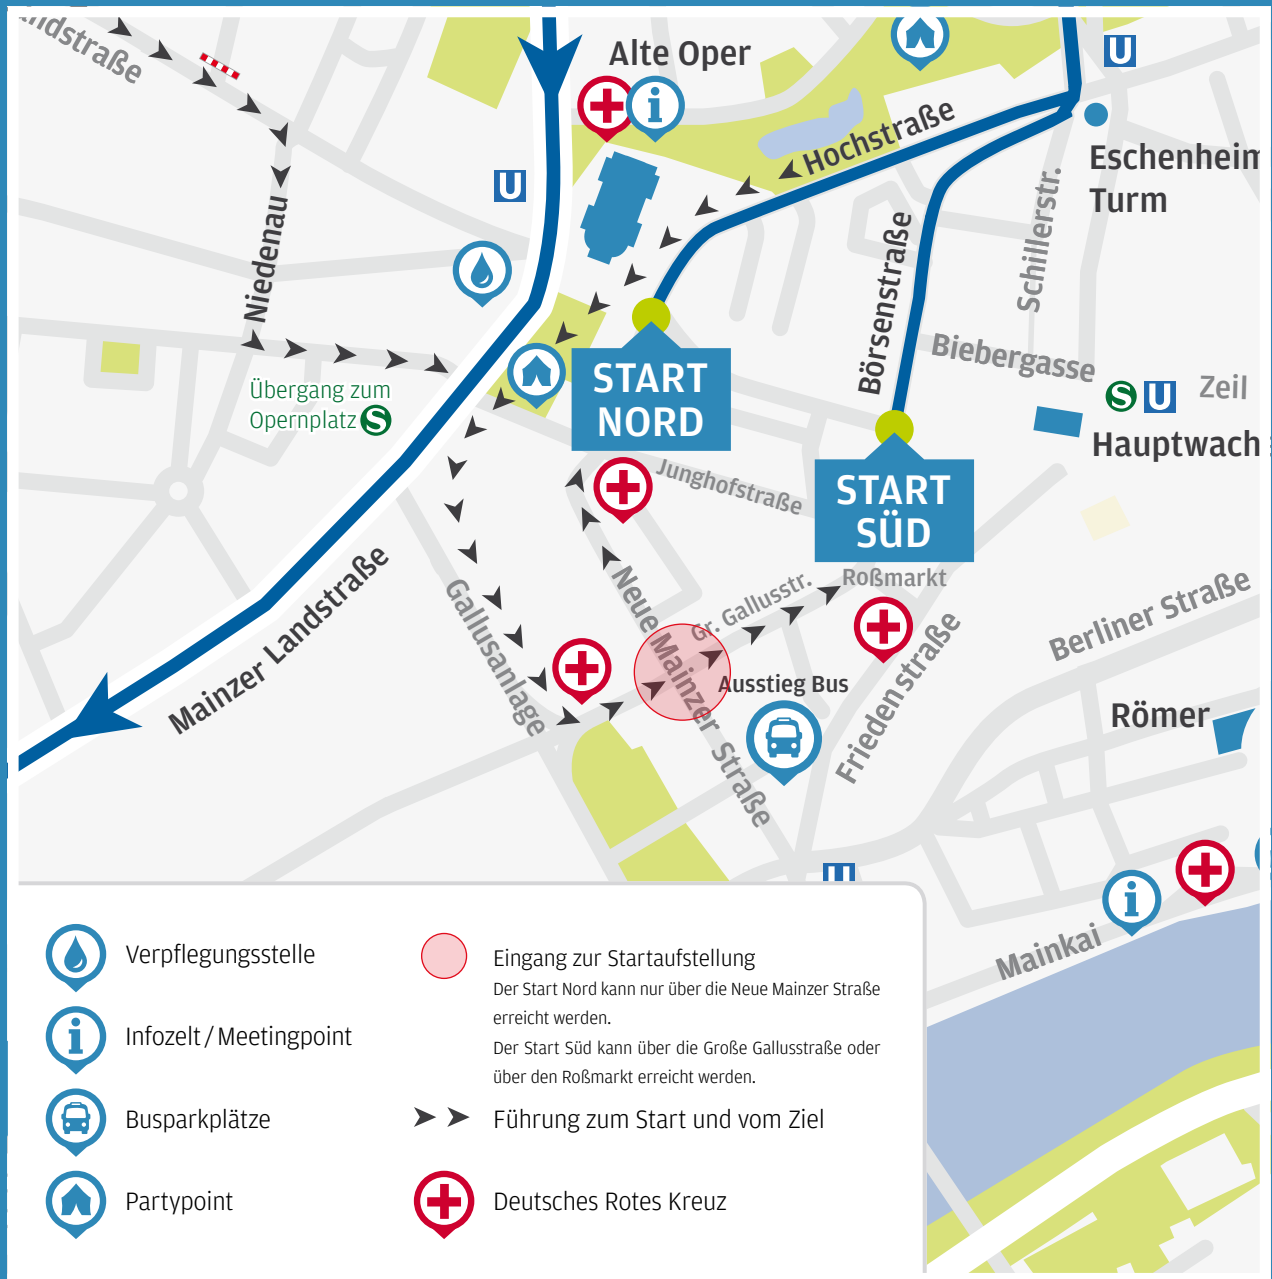 ndstraße
Alte Oper
U
Hochstraße
Eschenheim
Turm
U
Niedenau
Schillerstr.
Börsenstraße
Biebergasse
START
NORD
S U
Zeil
Hauptwach
Übergang zum
Opernplatz S
Junghofstraße
START
SÜD
Roßmarkt
Mainzer Landstraße
Gallusanlage
Neue Mainzer Straße
Gr. Gallusstr.
Friedenstraße
Berliner Straße
Ausstieg Bus
Römer
Mainkai
Verpflegungsstelle
Infozelt / Meetingpoint
Busparkplätze
Partypoint
Eingang zur Startaufstellung
Der Start Nord kann nur über die Neue Mainzer Straße
erreicht werden.
Der Start Süd kann über die Große Gallusstraße oder
über den Roßmarkt erreicht werden.
Führung zum Start und vom Ziel
Deutsches Rotes Kreuz